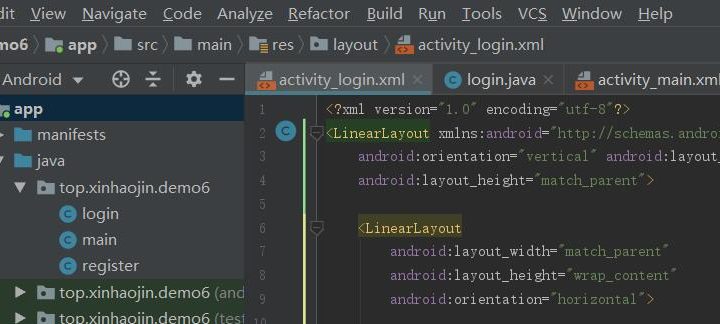 dit View Navigate Code Analyze Refactor Build Run Tools VCS Window Help
mo6 app src main res layout activity_login.xml
Android activity_login.xml login.java activity_main.xml
app
manifests
java
top.xinhaojin.demo6
login
main
register
top.xinhaojin.demo6 (and
top.xinhaojin.demo6 (test
1 <?xml version="1.0" encoding="utf-8"?>
2 <LinearLayout xmlns:android="http://schemas.andro
3 android:orientation="vertical" android:layout_
4 android:layout_height="match_parent">
5
6 <LinearLayout
7 android:layout_width="match_parent"
8 android:layout_height="wrap_content"
9 android:orientation="horizontal">
10